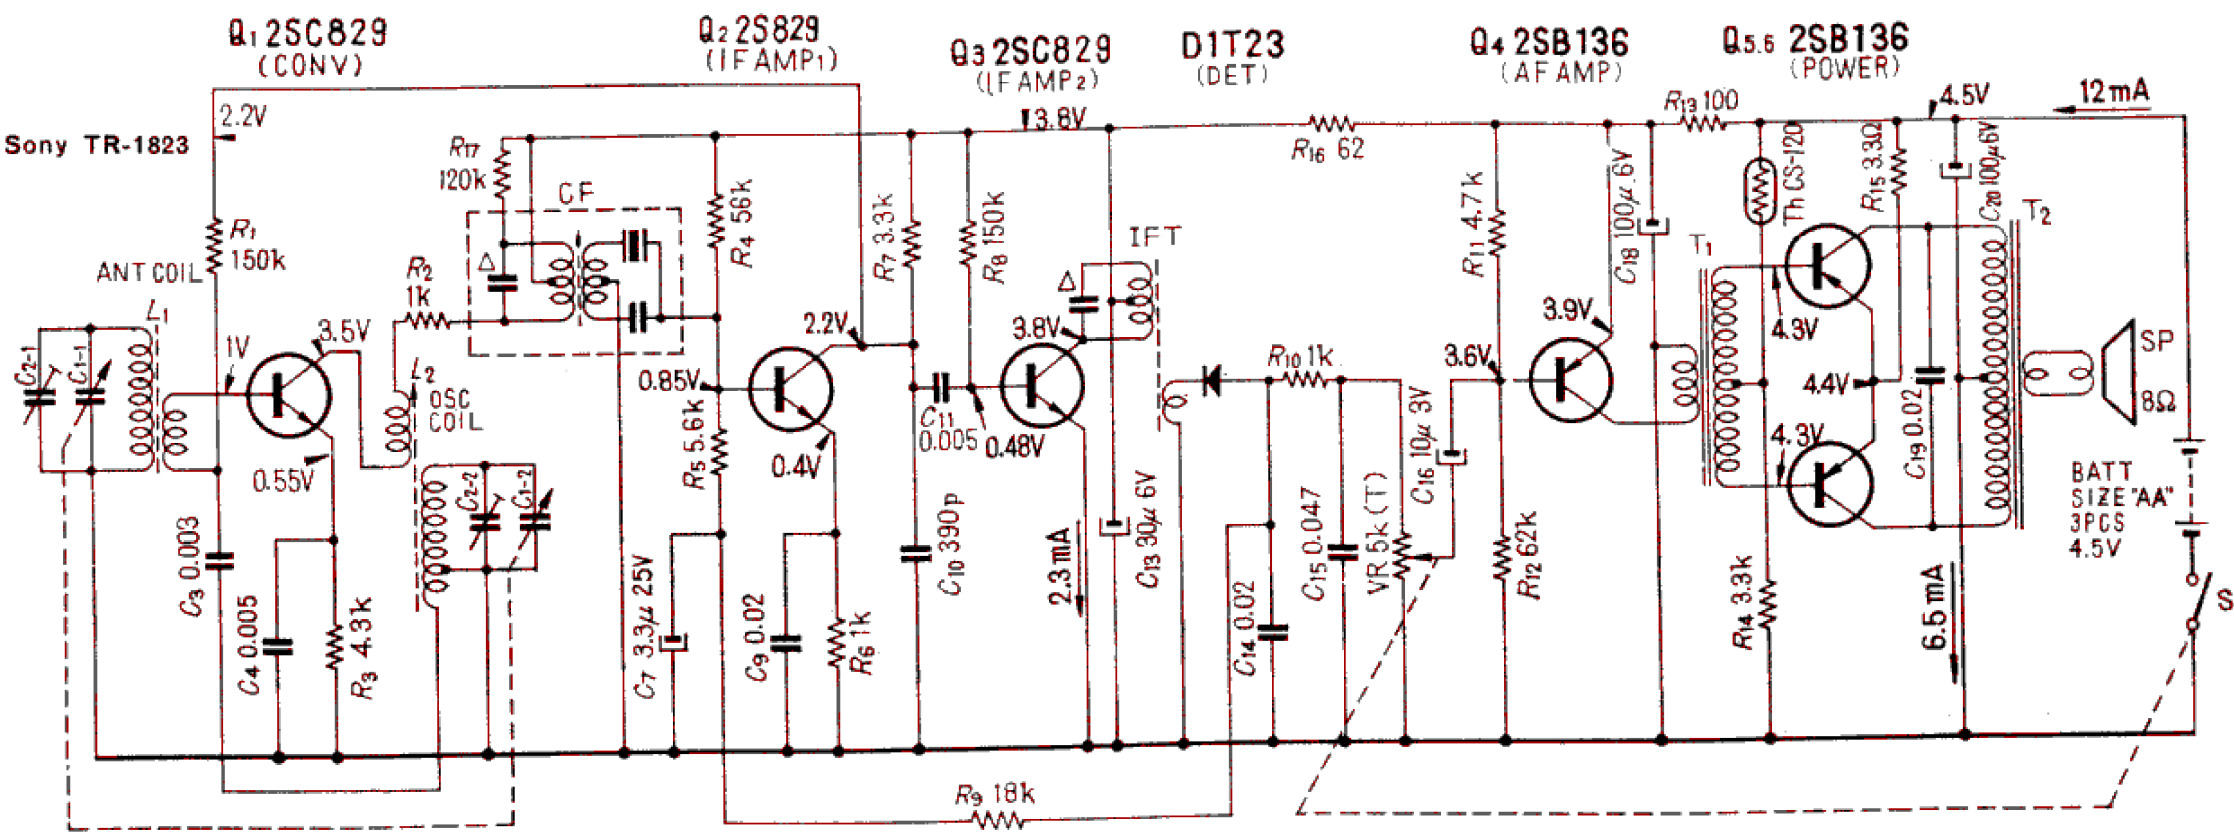 Q1 2SC829
(CONV)
Q2 2S829
(IFAMP1)
Q3 2SC829
(IFAMP2)
D1T23
(DET)
Q4 2SB136
(AFAMP)
Q5.6 2SB136
(POWER)
Sony TR-1823
2.2V
R1
150k
ANT COIL
L1
C2-1
C1-1
1V
3.5V
0.55V
C3 0.003
C4 0.005
R3 4.3k
R2
1k
L2
OSC
COIL
C2-2
C1-2
R17
120k
CF
Δ
R4 56k
0.85V
R5 5.6k
C7 3.3μ 25V
2.2V
0.4V
C9 0.02
R6 1k
R7 3.3k
R8 150k
C11
0.005
0.48V
C10 390p
3.8V
3.8V
IFT
Δ
2.3mA
C13 30μ 6V
R9 18k
R16 62
R10 1k
C14 0.02
C15 0.047
VR 5k (T)
C16 10μ 3V
3.6V
3.9V
R11 4.7k
R12 62k
C18 100μ 6V
R13 100
4.5V
12mA
Th CS-120
R15 3.3Ω
C20 100μ6V
T1
T2
4.3V
4.4V
4.3V
R14 3.3k
C19 0.02
6.5mA
SP
8Ω
BATT
SIZE "AA"
3PCS
4.5V
S